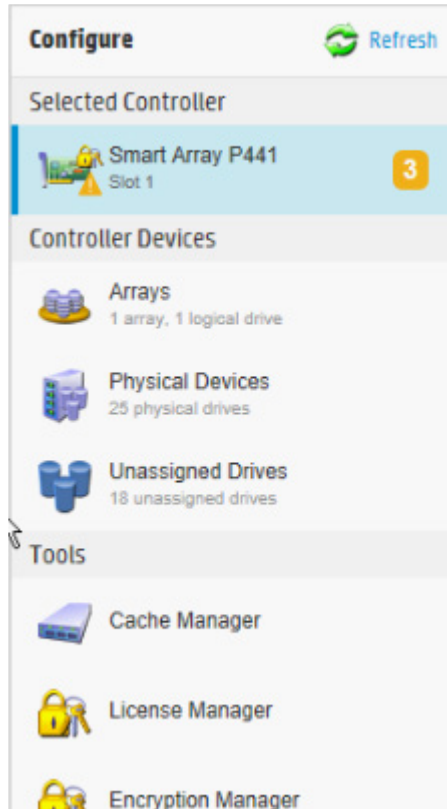 Configure
Refresh
Selected Controller
Smart Array P441
Slot 1
3
Controller Devices
Arrays
1 array, 1 logical drive
Physical Devices
25 physical drives
Unassigned Drives
18 unassigned drives
Tools
Cache Manager
License Manager
Encryption Manager